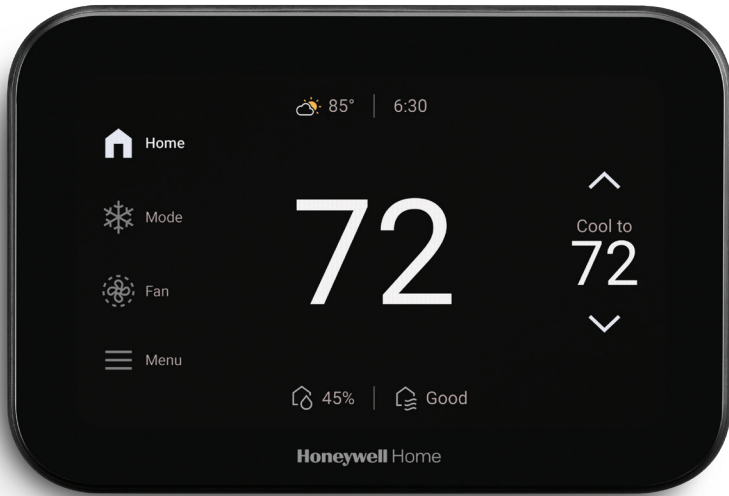 85° | 6:30
Home
Mode
Fan
Menu
72
Cool to
72
45% | Good
Honeywell Home